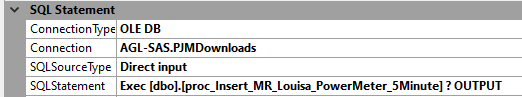 SQL Statement
ConnectionType OLE DB
Connection AGL-SAS.PJMDownloads
SQLSourceType Direct input
SQLStatement Exec [dbo].[proc_Insert_MR_Louisa_PowerMeter_5Minute] ? OUTPUT